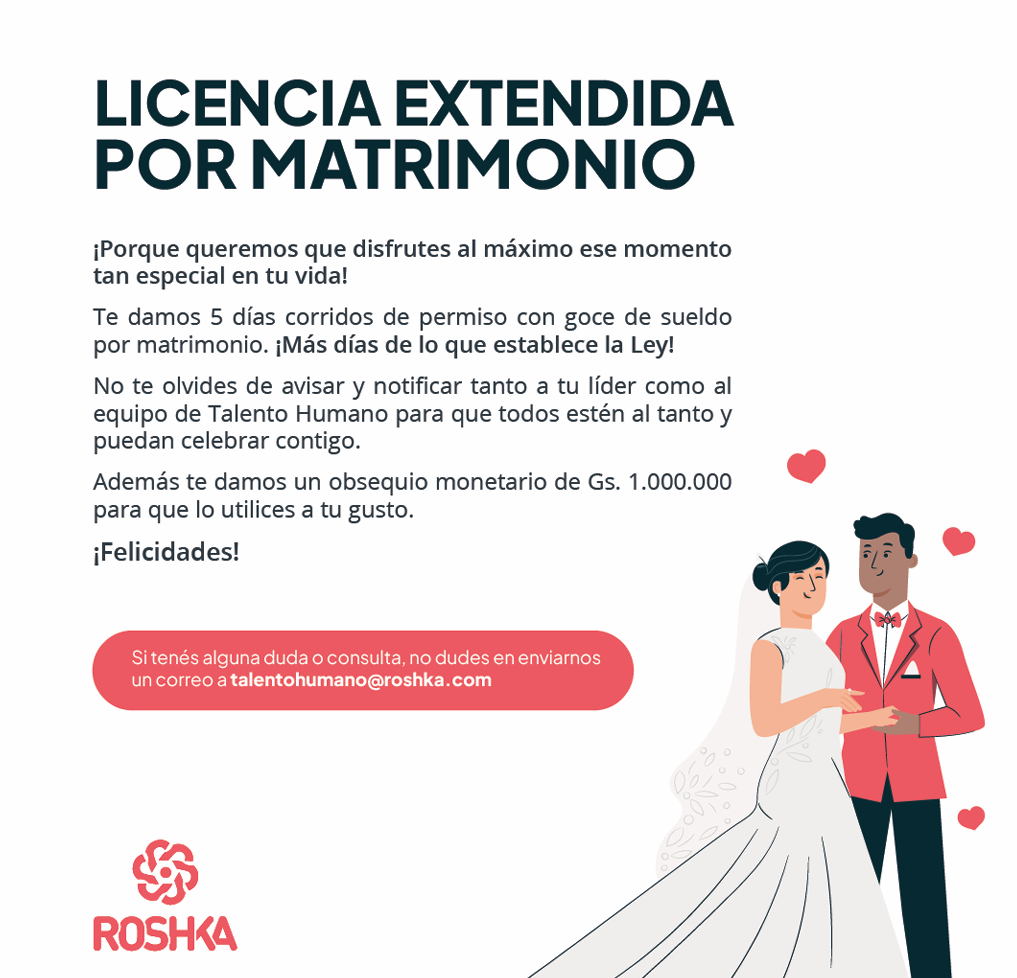 LICENCIA EXTENDIDA
POR MATRIMONIO
¡Porque queremos que disfrutes al máximo ese momento
tan especial en tu vida!
Te damos 5 días corridos de permiso con goce de sueldo
por matrimonio. ¡Más días de lo que establece la Ley!
No te olvides de avisar y notificar tanto a tu líder como al
equipo de Talento Humano para que todos estén al tanto y
puedan celebrar contigo.
Además te damos un obsequio monetario de Gs. 1.000.000
para que lo utilices a tu gusto.
¡Felicidades!
Si tenés alguna duda o consulta, no dudes en enviarnos
un correo a talentohumano@roshka.com
ROSHKA